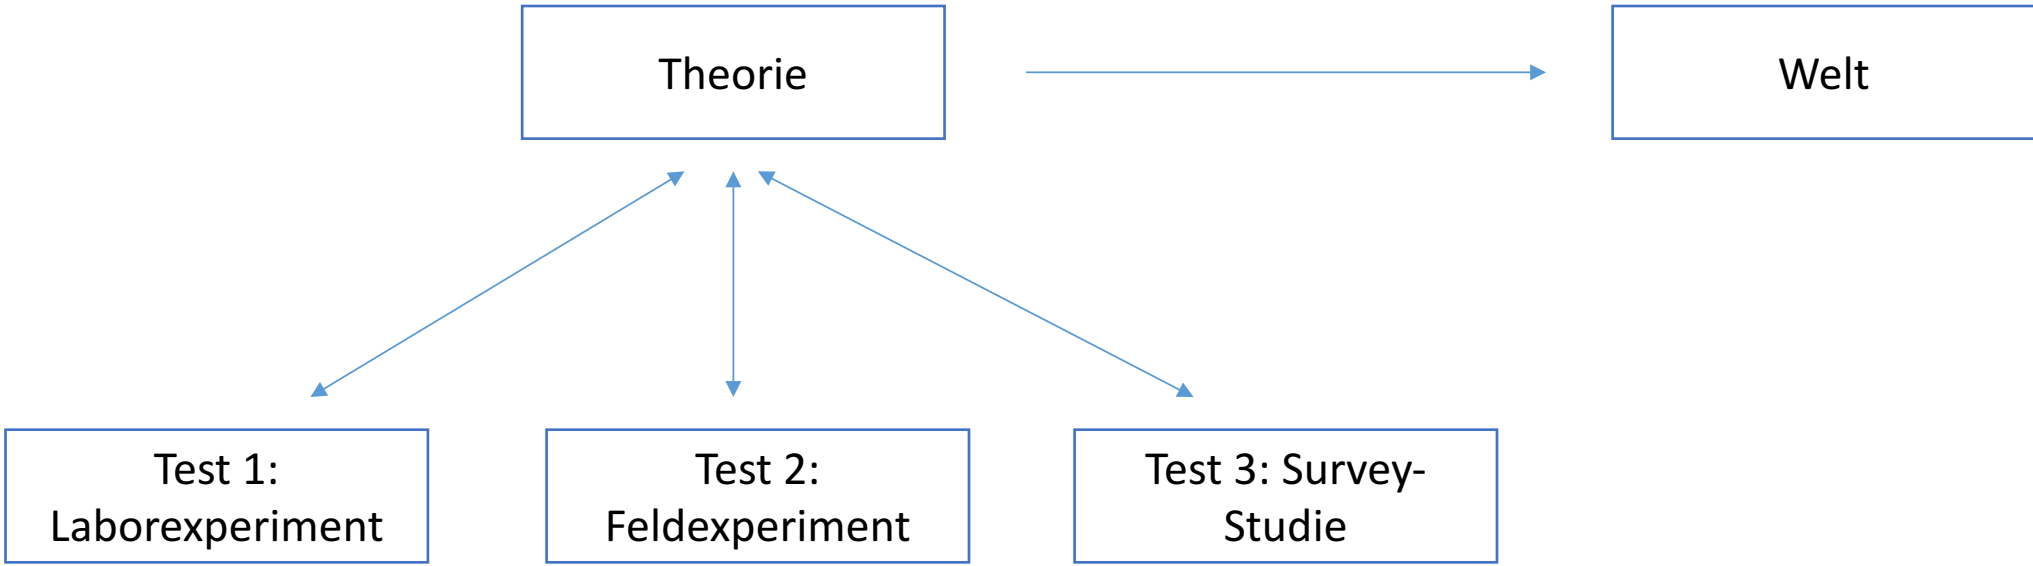 Theorie
Welt
Test 1:
Laborexperiment
Test 2:
Feldexperiment
Test 3: Survey-
Studie